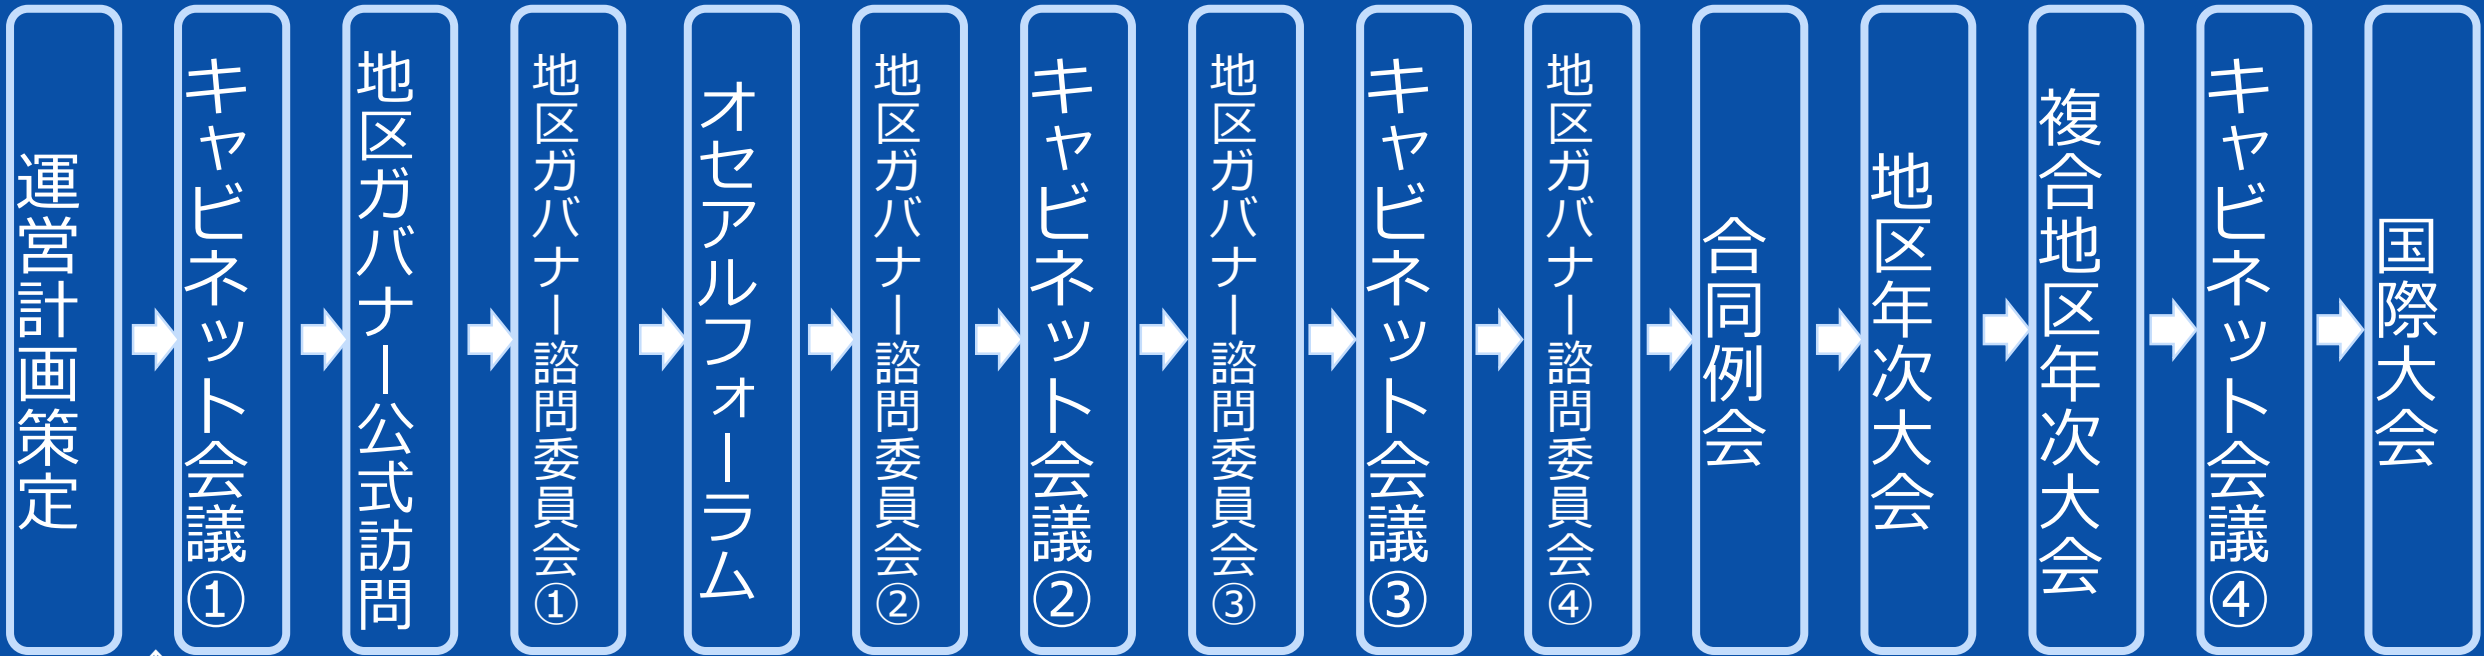 運営計画策定
キャビネット会議①
地区ガバナー公式訪問
地区ガバナー諮問委員会①
オセアルフォーラム
地区ガバナー諮問委員会②
キャビネット会議②
地区ガバナー諮問委員会③
キャビネット会議③
地区ガバナー諮問委員会④
合同例会
地区年次大会
複合地区年次大会
キャビネット会議④
国際大会